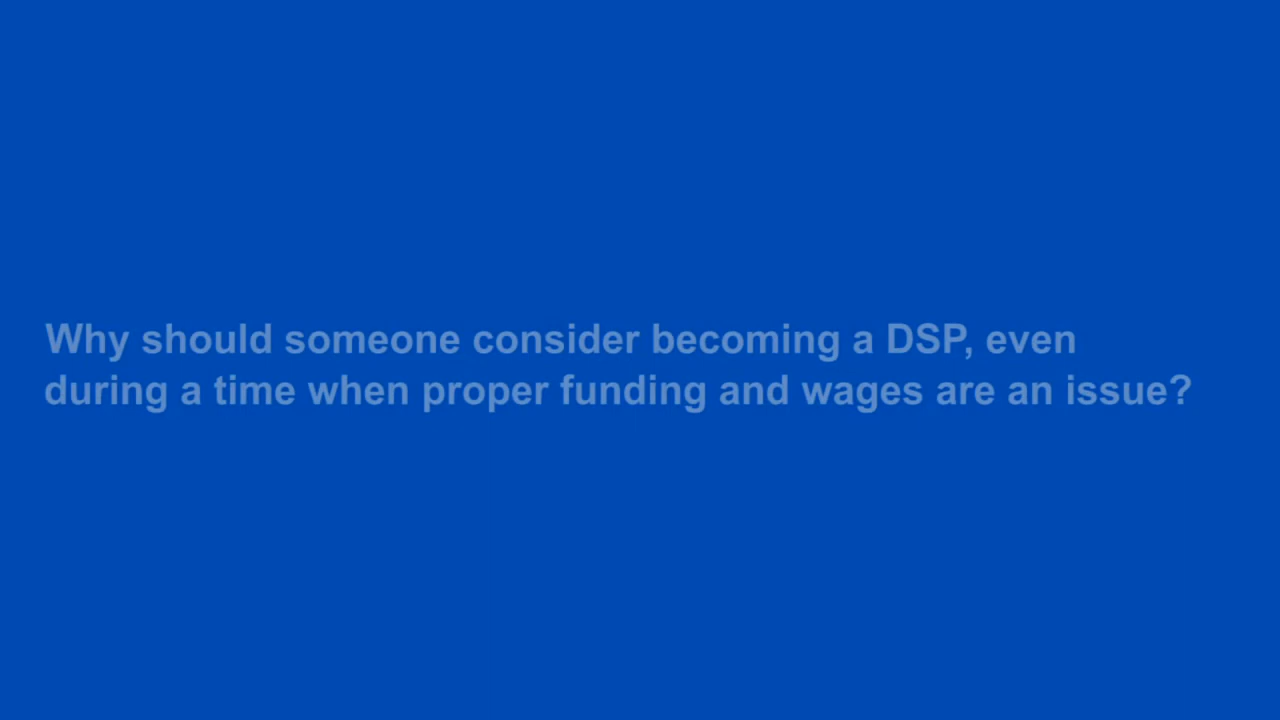 Why should someone consider becoming a DSP, even
during a time when proper funding and wages are an issue?